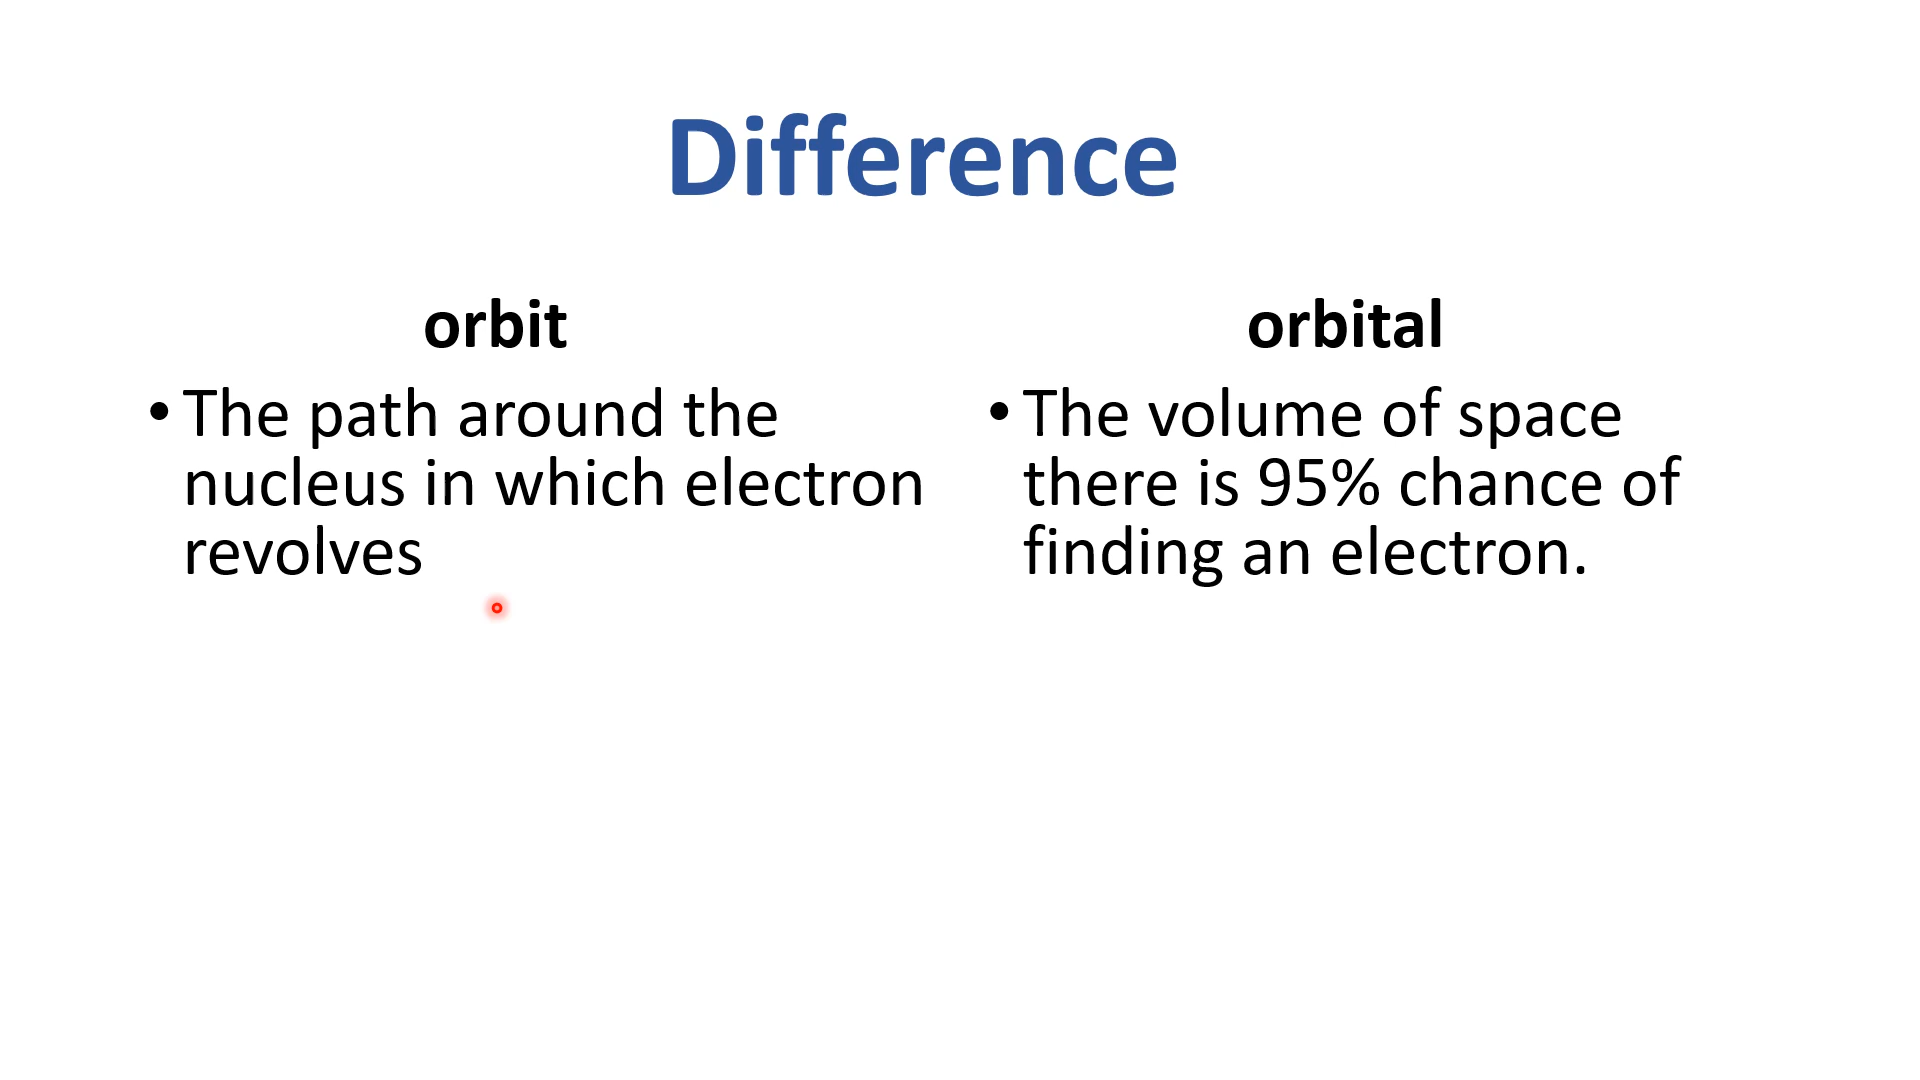 Difference
orbit
• The path around the
nucleus in which electron
revolves
orbital
• The volume of space
there is 95% chance of
finding an electron.